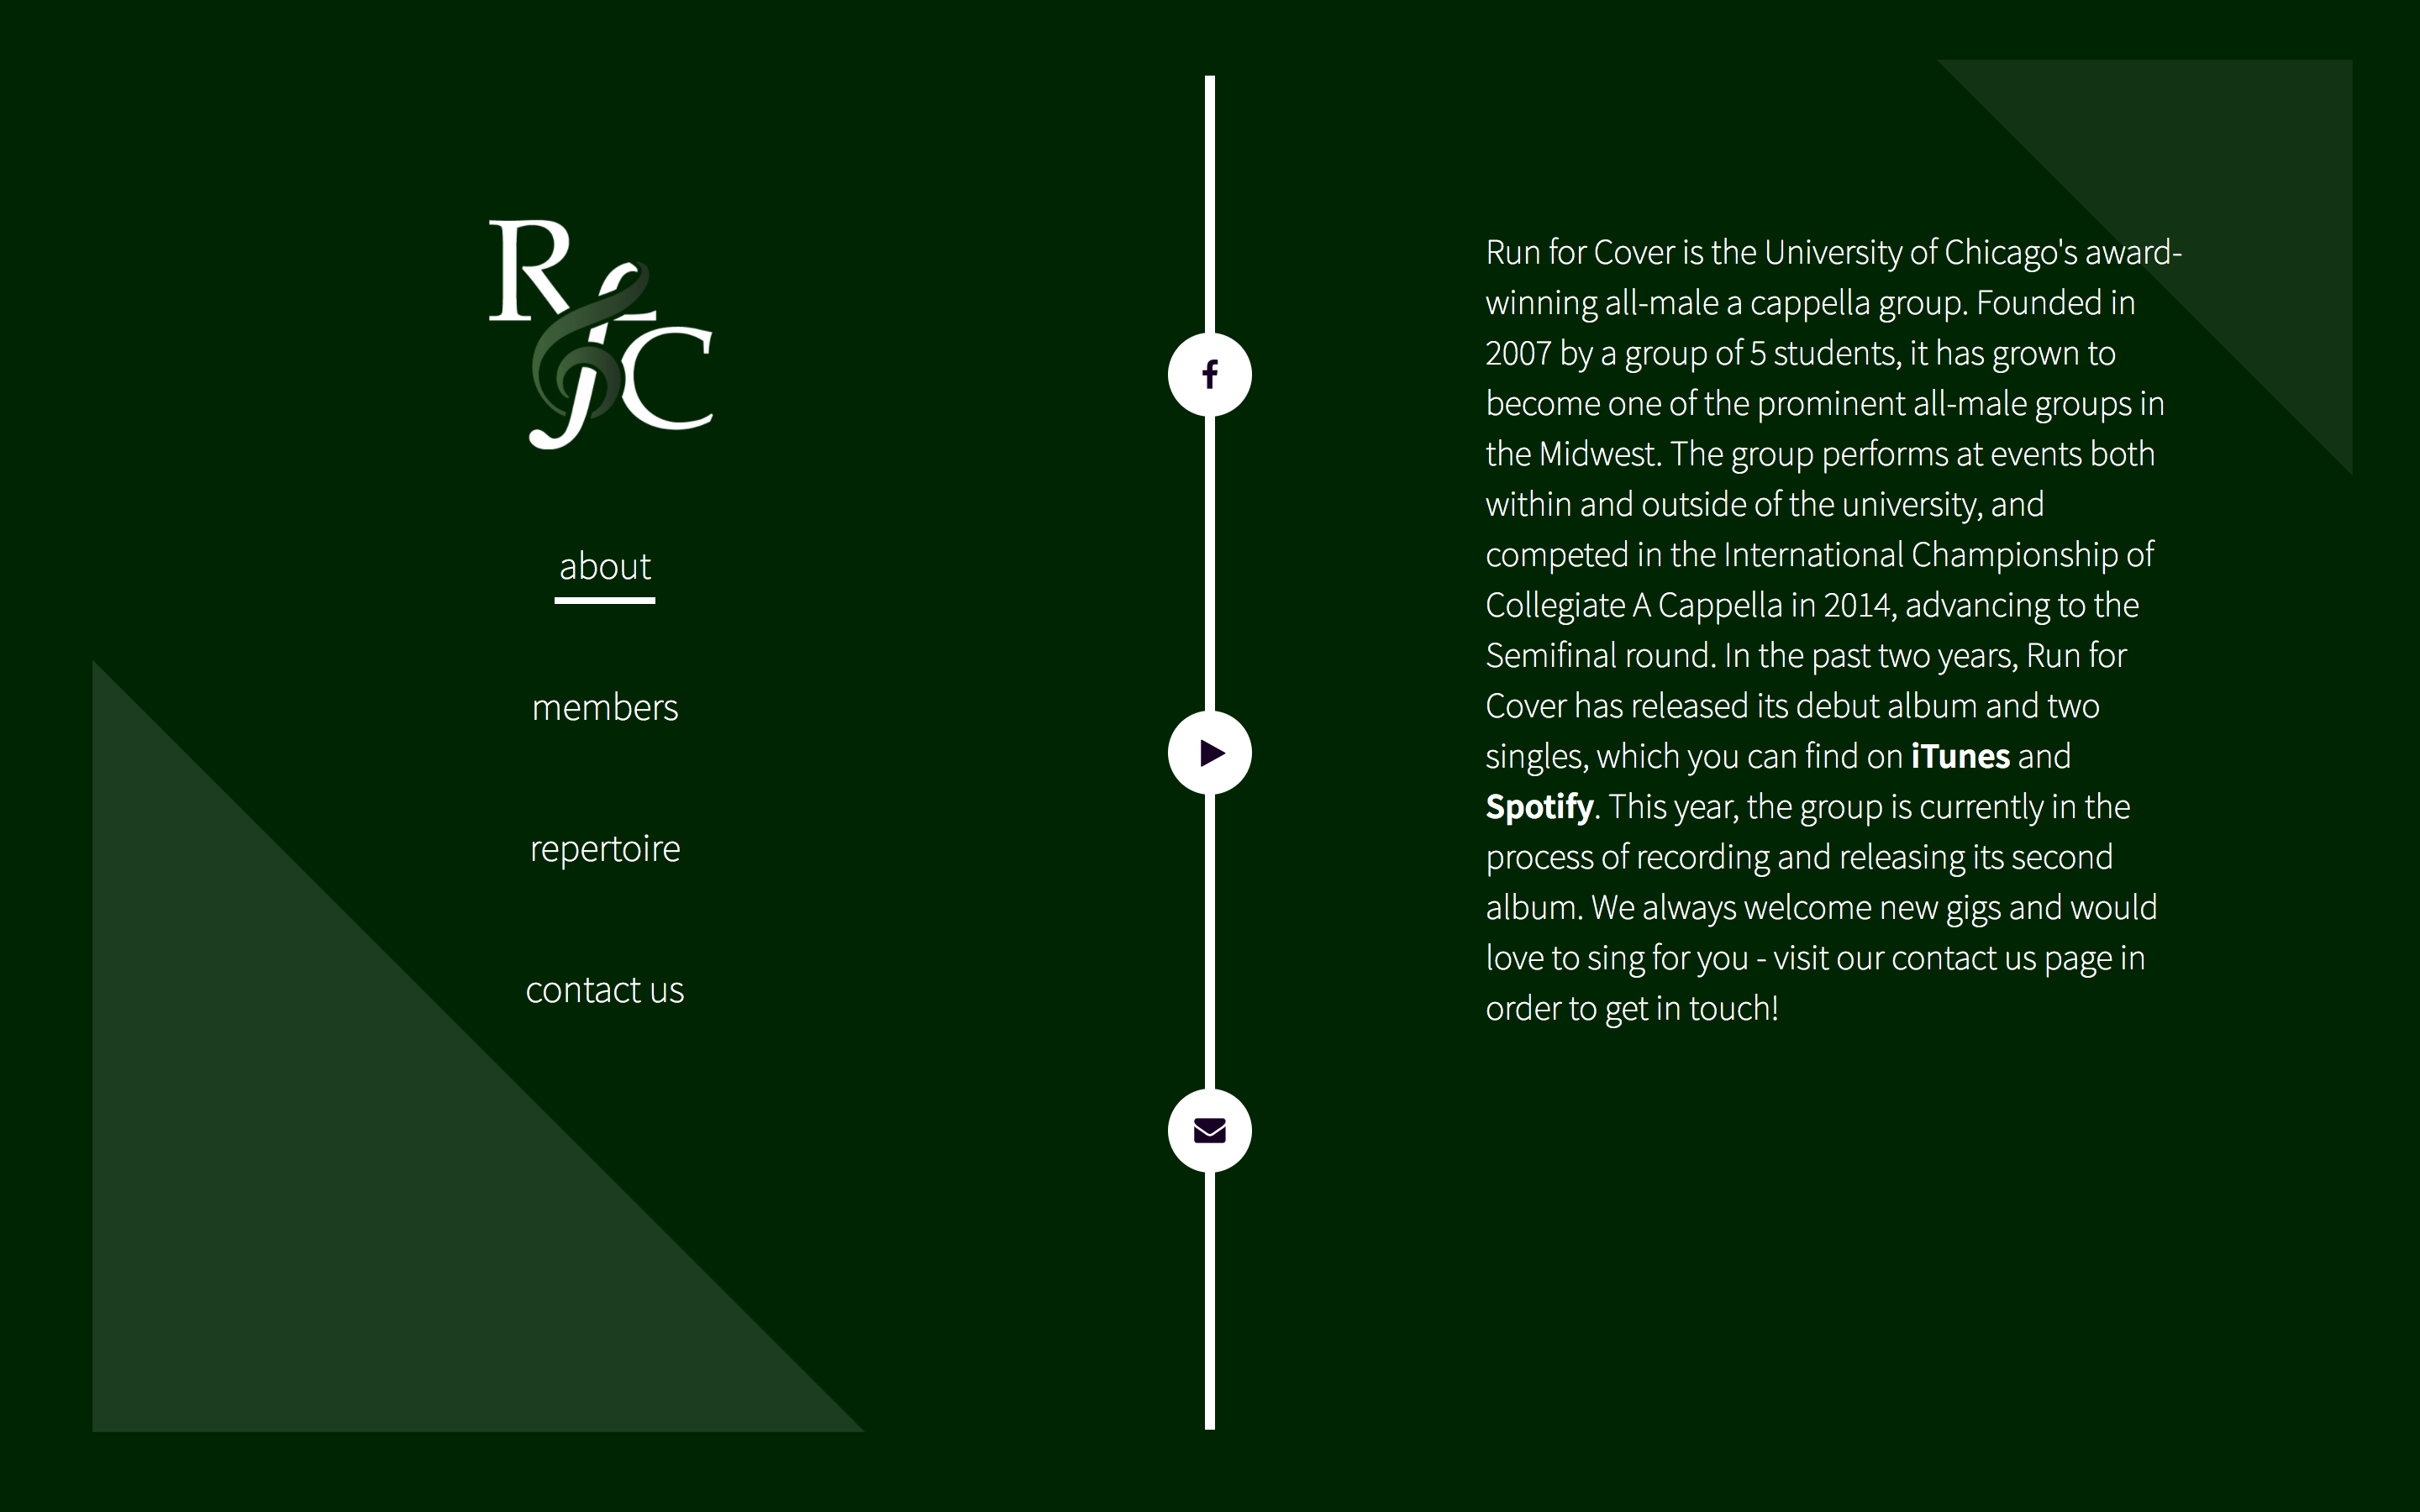 RfC
about
members
repertoire
contact us
Run for Cover is the University of Chicago's award-
winning all-male a cappella group. Founded in
2007 by a group of 5 students, it has grown to
become one of the prominent all-male groups in
the Midwest. The group performs at events both
within and outside of the university, and
competed in the International Championship of
Collegiate A Cappella in 2014, advancing to the
Semifinal round. In the past two years, Run for
Cover has released its debut album and two
singles, which you can find on iTunes and
Spotify. This year, the group is currently in the
process of recording and releasing its second
album. We always welcome new gigs and would
love to sing for you - visit our contact us page in
order to get in touch!